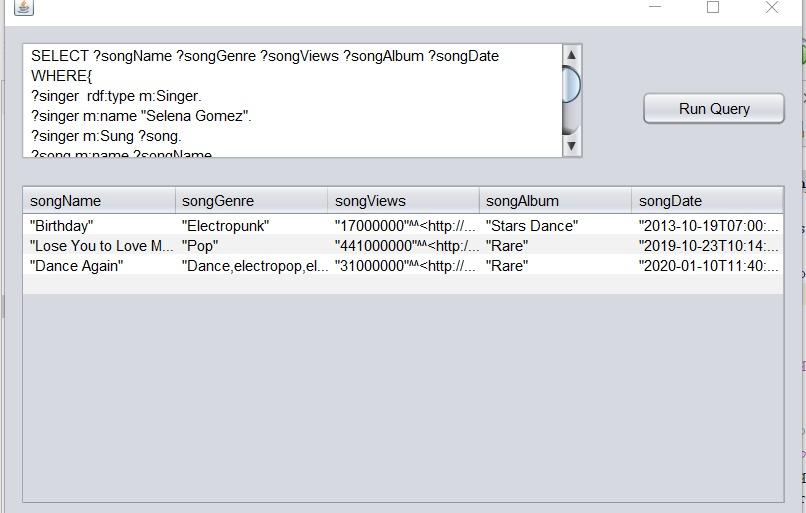 SELECT ?songName ?songGenre ?songViews ?songAlbum ?songDate
WHERE{
?singer rdf:type m:Singer.
?singer m:name "Selena Gomez".
?singer m:Sung ?song.
?song m:name ?songName
Run Query
songName songGenre songViews songAlbum songDate
"Birthday" "Electropunk" "17000000"^^<http://... "Stars Dance" "2013-10-19T07:00:...
"Lose You to Love M... "Pop" "441000000"^^<http:/... "Rare" "2019-10-23T10:14:...
"Dance Again" "Dance,electropop,el... "31000000"^^<http://... "Rare" "2020-01-10T11:40:...